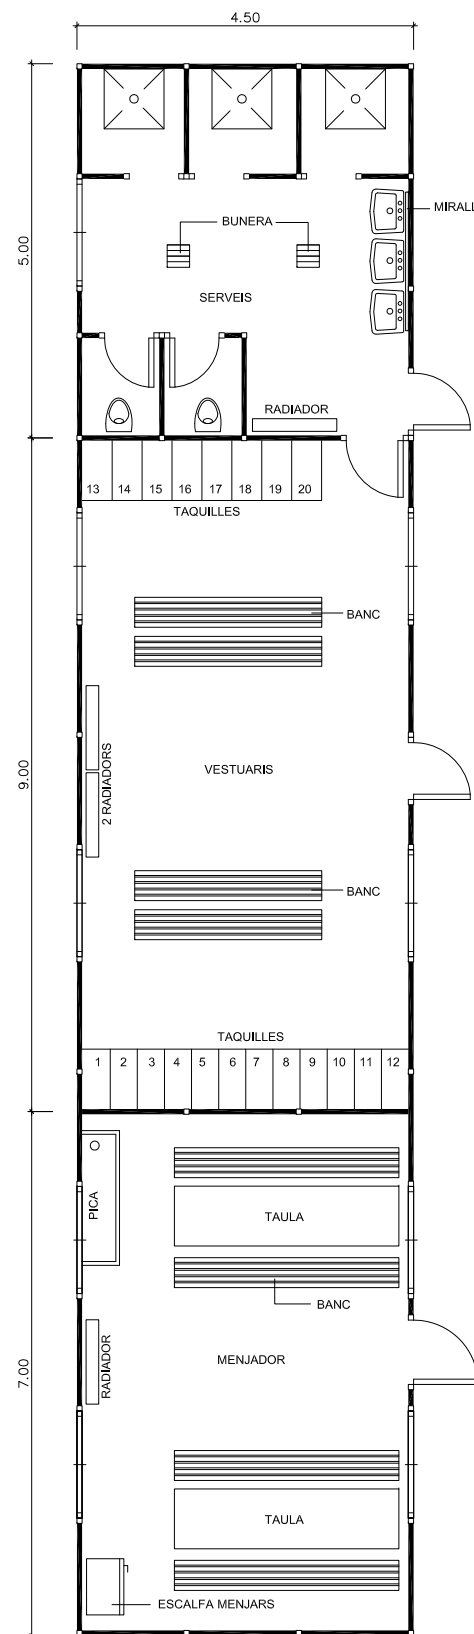 4.50
5.00
BUNERA
MIRALL
SERVEIS
RADIADOR
13 14 15 16 17 18 19 20
TAQUILLES
BANC
9.00
2 RADIADORS
VESTUARIS
BANC
TAQUILLES
1 2 3 4 5 6 7 8 9 10 11 12
PICA
TAULA
BANC
7.00
RADIADOR
MENJADOR
TAULA
ESCALFA MENJARS